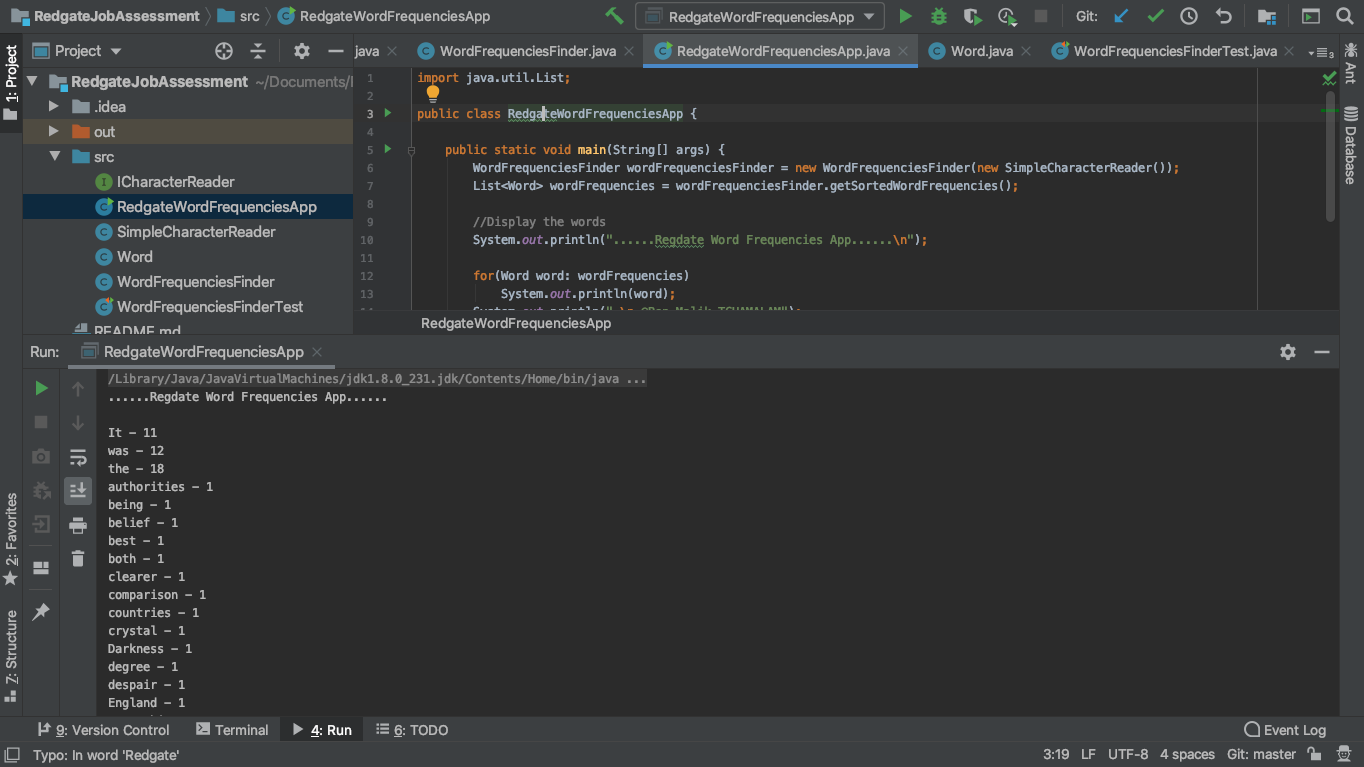 RedgateJobAssessment src RedgateWordFrequenciesApp RedgateWordFrequenciesApp Git:
1: Project
Project
java WordFrequenciesFinder.java RedgateWordFrequenciesApp.java Word.java WordFrequenciesFinderTest.java 3
RedgateJobAssessment ~/Documents/
.idea
out
src
ICharacterReader
RedgateWordFrequenciesApp
SimpleCharacterReader
Word
WordFrequenciesFinder
WordFrequenciesFinderTest
README.md
1 import java.util.List;
2
3 public class RedgateWordFrequenciesApp {
4
5 public static void main(String[] args) {
6 WordFrequenciesFinder wordFrequenciesFinder = new WordFrequenciesFinder(new SimpleCharacterReader());
7 List<Word> wordFrequencies = wordFrequenciesFinder.getSortedWordFrequencies();
8
9 //Display the words
10 System.out.println("......Regdate Word Frequencies App......\n");
11
12 for(Word word: wordFrequencies)
13 System.out.println(word);
RedgateWordFrequenciesApp
Ant
Database
Run: RedgateWordFrequenciesApp
/Library/Java/JavaVirtualMachines/jdk1.8.0_231.jdk/Contents/Home/bin/java ...
......Regdate Word Frequencies App......
It - 11
was - 12
the - 18
authorities - 1
being - 1
belief - 1
best - 1
both - 1
clearer - 1
comparison - 1
countries - 1
crystal - 1
Darkness - 1
degree - 1
despair - 1
England - 1
2: Favorites
7: Structure
9: Version Control Terminal 4: Run 6: TODO Event Log
Typo: In word 'Redgate' 3:19 LF UTF-8 4 spaces Git: master